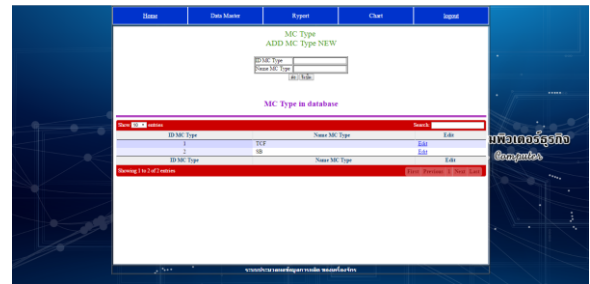 Home Data Master Report Chart logout
MC Type
ADD MC Type NEW
ID MC Type
Name MC Type
MC Type in database
Show 50 entries Search:
ID MC Type Name MC Type Edit
1 TCF Edit
2 SB Edit
ID MC Type Name MC Type Edit
Showing 1 to 2 of 2 entries First Previous 1 Next Last
Computer